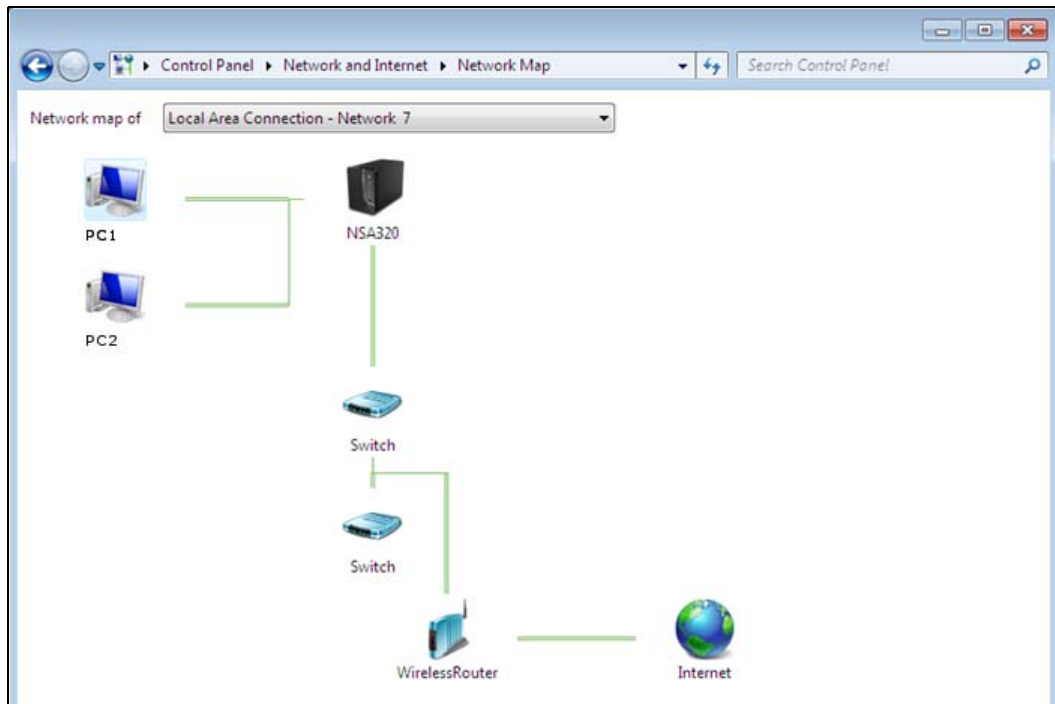 Control Panel Network and Internet Network Map Search Control Panel
Network map of Local Area Connection - Network 7
PC1 NSA320
PC2
Switch
Switch
WirelessRouter Internet